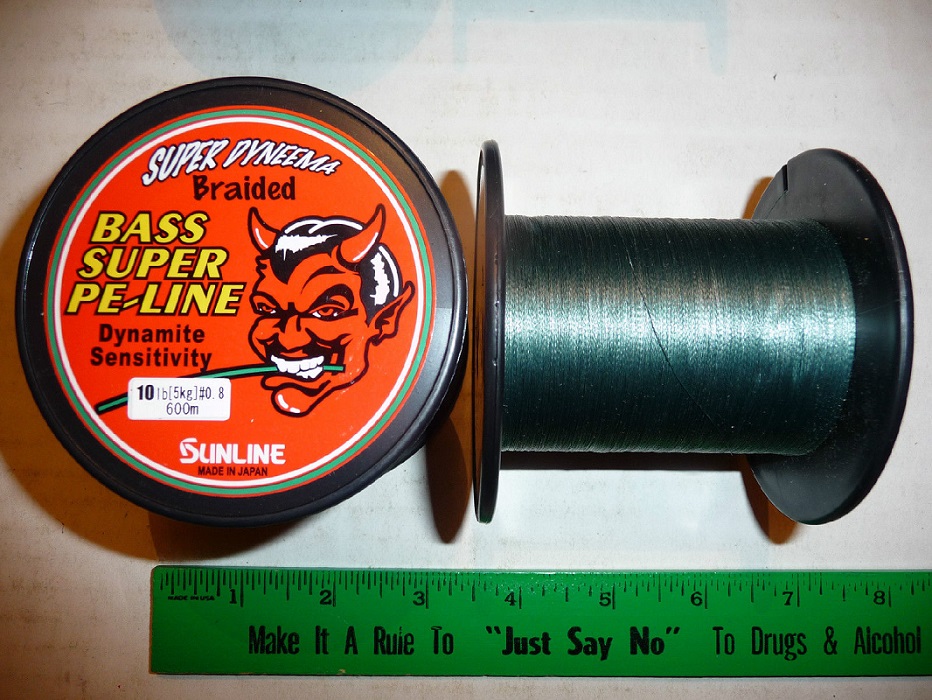 SUPER DYNEEMA
Braided
BASS
SUPER
PE-LINE
Dynamite
Sensitivity
10lb[5kg]#0.8
600m
SUNLINE
MADE IN JAPAN
MADE IN USA
1 2 3 4 5 6 7 8
Make It A Rule To "Just Say No" To Drugs & Alcohol